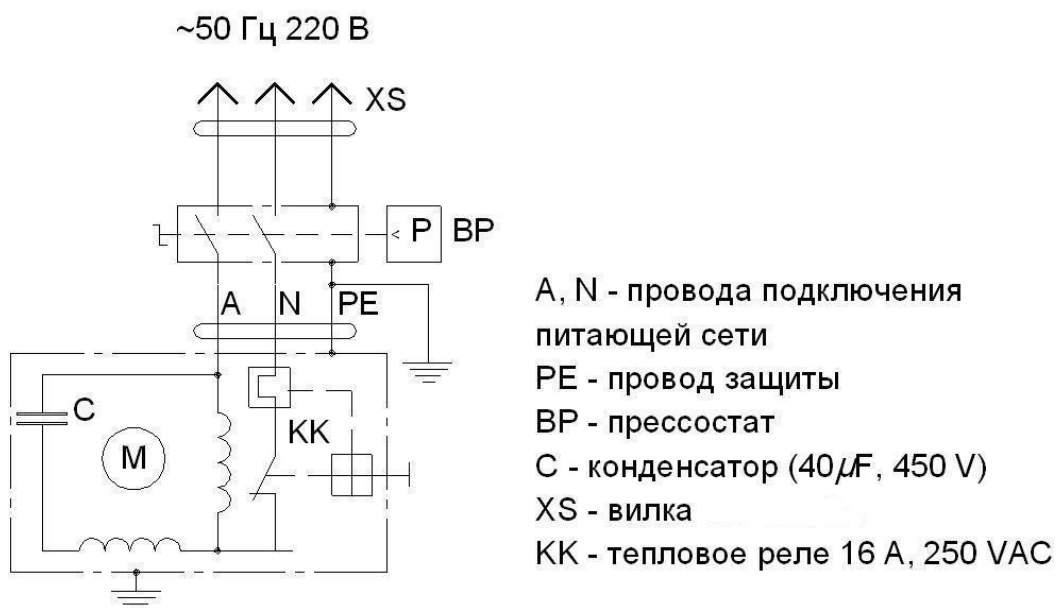 ~50 Гц 220 В
XS
P BP
A N PE
C
KK
M
A, N - провода подключения
питающей сети
PE - провод защиты
BP - прессостат
C - конденсатор (40µF, 450 V)
XS - вилка
KK - тепловое реле 16 A, 250 VAC